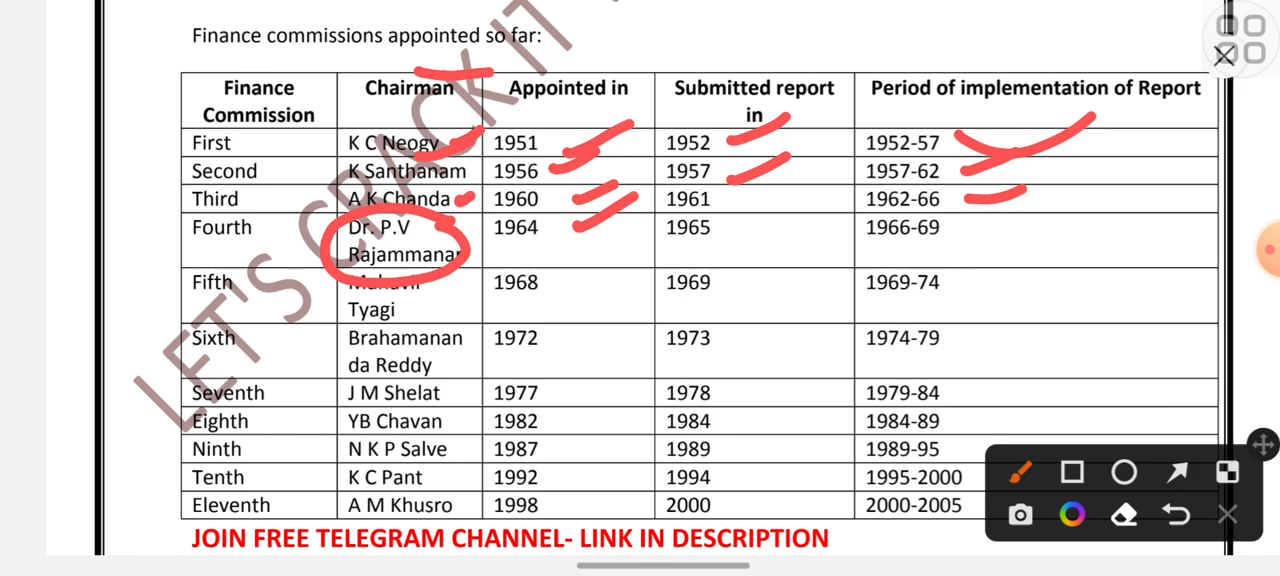 Finance commissions appointed so far:
Finance Commission | Chairman | Appointed in | Submitted report in | Period of implementation of Report
First | K C Neogy | 1951 | 1952 | 1952-57
Second | K Santhanam | 1956 | 1957 | 1957-62
Third | A K Chanda | 1960 | 1961 | 1962-66
Fourth | Dr. P.V Rajammanar | 1964 | 1965 | 1966-69
Fifth | Mahavir Tyagi | 1968 | 1969 | 1969-74
Sixth | Brahamananda Reddy | 1972 | 1973 | 1974-79
Seventh | J M Shelat | 1977 | 1978 | 1979-84
Eighth | YB Chavan | 1982 | 1984 | 1984-89
Ninth | N K P Salve | 1987 | 1989 | 1989-95
Tenth | K C Pant | 1992 | 1994 | 1995-2000
Eleventh | A M Khusro | 1998 | 2000 | 2000-2005
JOIN FREE TELEGRAM CHANNEL- LINK IN DESCRIPTION
LET'S CRACK IT